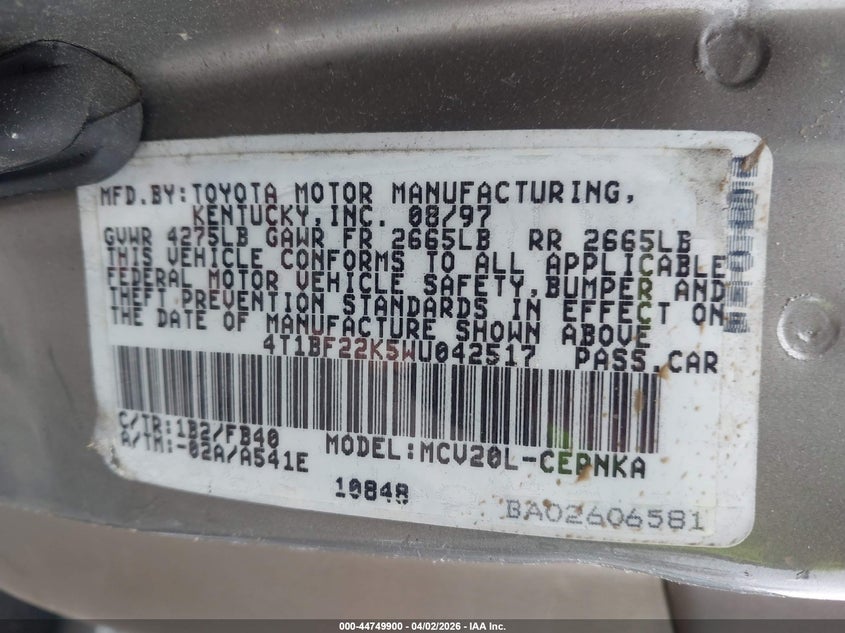 MFD.BY:TOYOTA MOTOR MANUFACTURING,
KENTUCKY,INC. 08/97
GVWR 4275LB GAWR FR 2665LB RR 2665LB
THIS VEHICLE CONFORMS TO ALL APPLICABLE
FEDERAL MOTOR VEHICLE SAFETY,BUMPER AND
THEFT PREVENTION STANDARDS IN EFFECT ON
THE DATE OF MANUFACTURE SHOWN ABOVE
4T1BF22K5WU042517 PASS.CAR
C/TR:1B2/FB40
A/TM:-02A/A541E
MODEL:MCV20L-CEPNKA
10848
BA02606581
000-44749900 04/02/2026 IAA Inc.